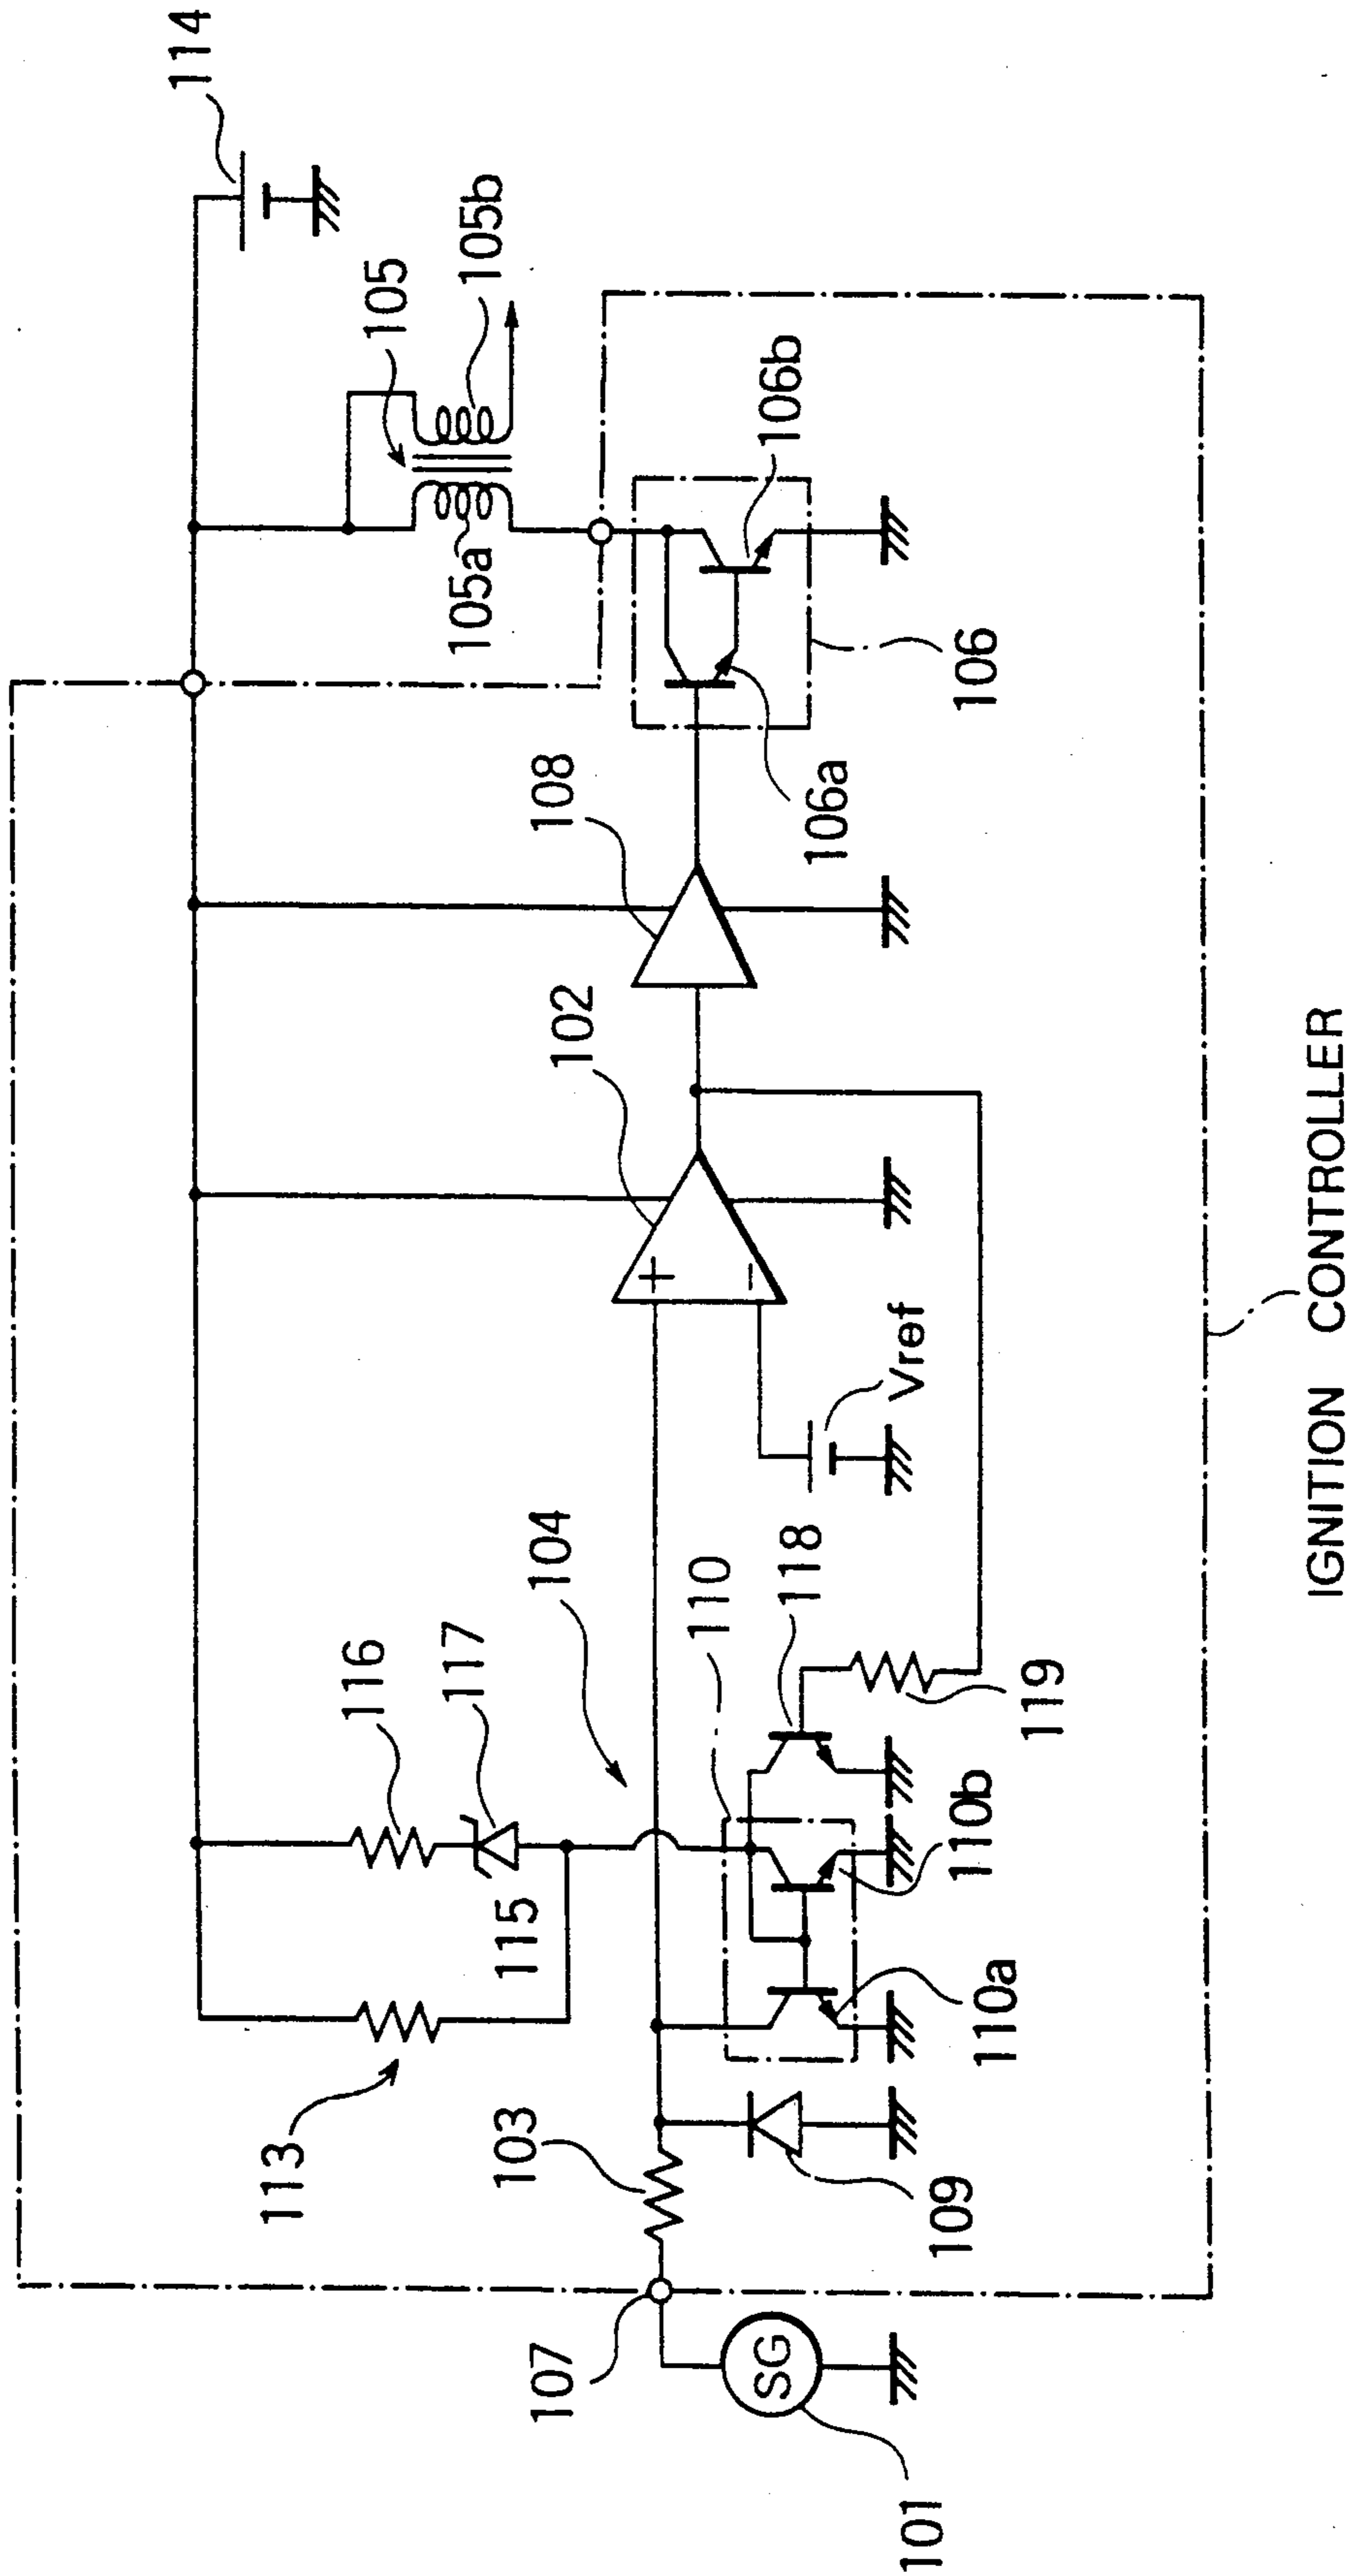 114
105
105b
105a
106b
106
106a
108
102
Vref
104
110
118
116
117
115
119
110b
110a
113
103
109
107
SG
101
+
−
IGNITION CONTROLLER